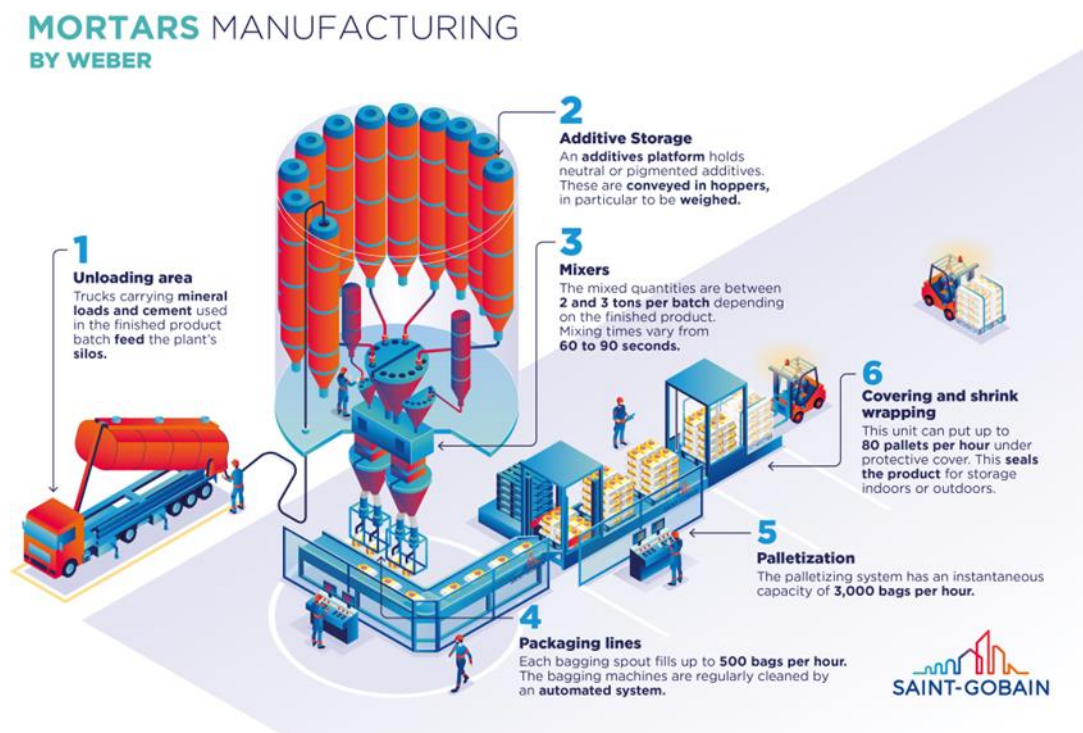 MORTARS MANUFACTURING
BY WEBER
1
Unloading area
Trucks carrying mineral
loads and cement used
in the finished product
batch feed the plant's
silos.
2
Additive Storage
An additives platform holds
neutral or pigmented additives.
These are conveyed in hoppers,
in particular to be weighed.
3
Mixers
The mixed quantities are between
2 and 3 tons per batch depending
on the finished product.
Mixing times vary from
60 to 90 seconds.
4
Packaging lines
Each bagging spout fills up to 500 bags per hour.
The bagging machines are regularly cleaned by
an automated system.
5
Palletization
The palletizing system has an instantaneous
capacity of 3,000 bags per hour.
6
Covering and shrink
wrapping
This unit can put up to
80 pallets per hour under
protective cover. This seals
the product for storage
indoors or outdoors.
SAINT-GOBAIN